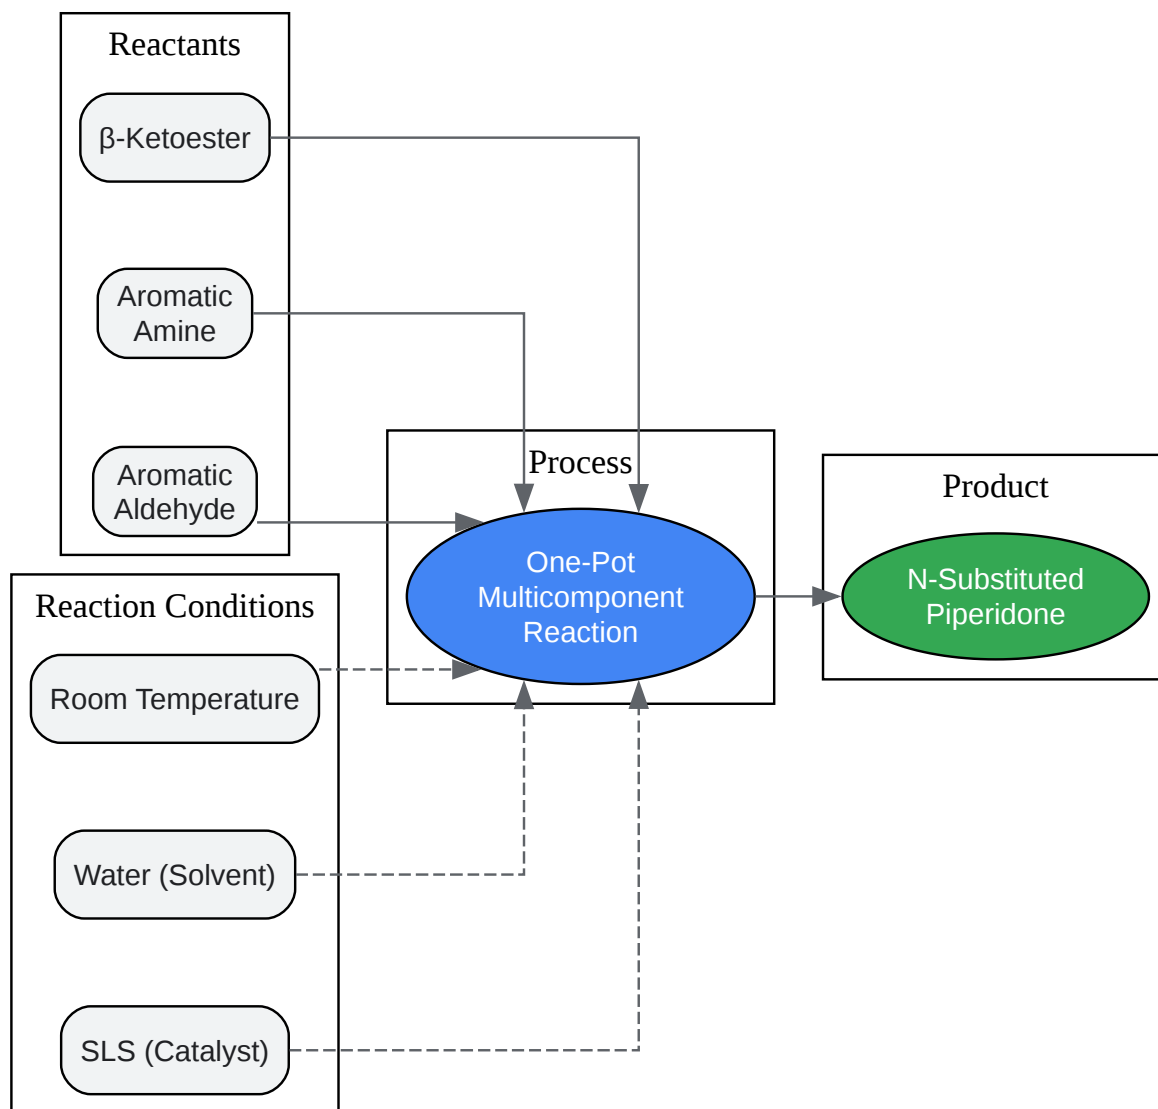 Reactants
β-Ketoester
Aromatic
Amine
Aromatic
Aldehyde
Reaction Conditions
Room Temperature
Water (Solvent)
SLS (Catalyst)
Process
One-Pot
Multicomponent
Reaction
Product
N-Substituted
Piperidone